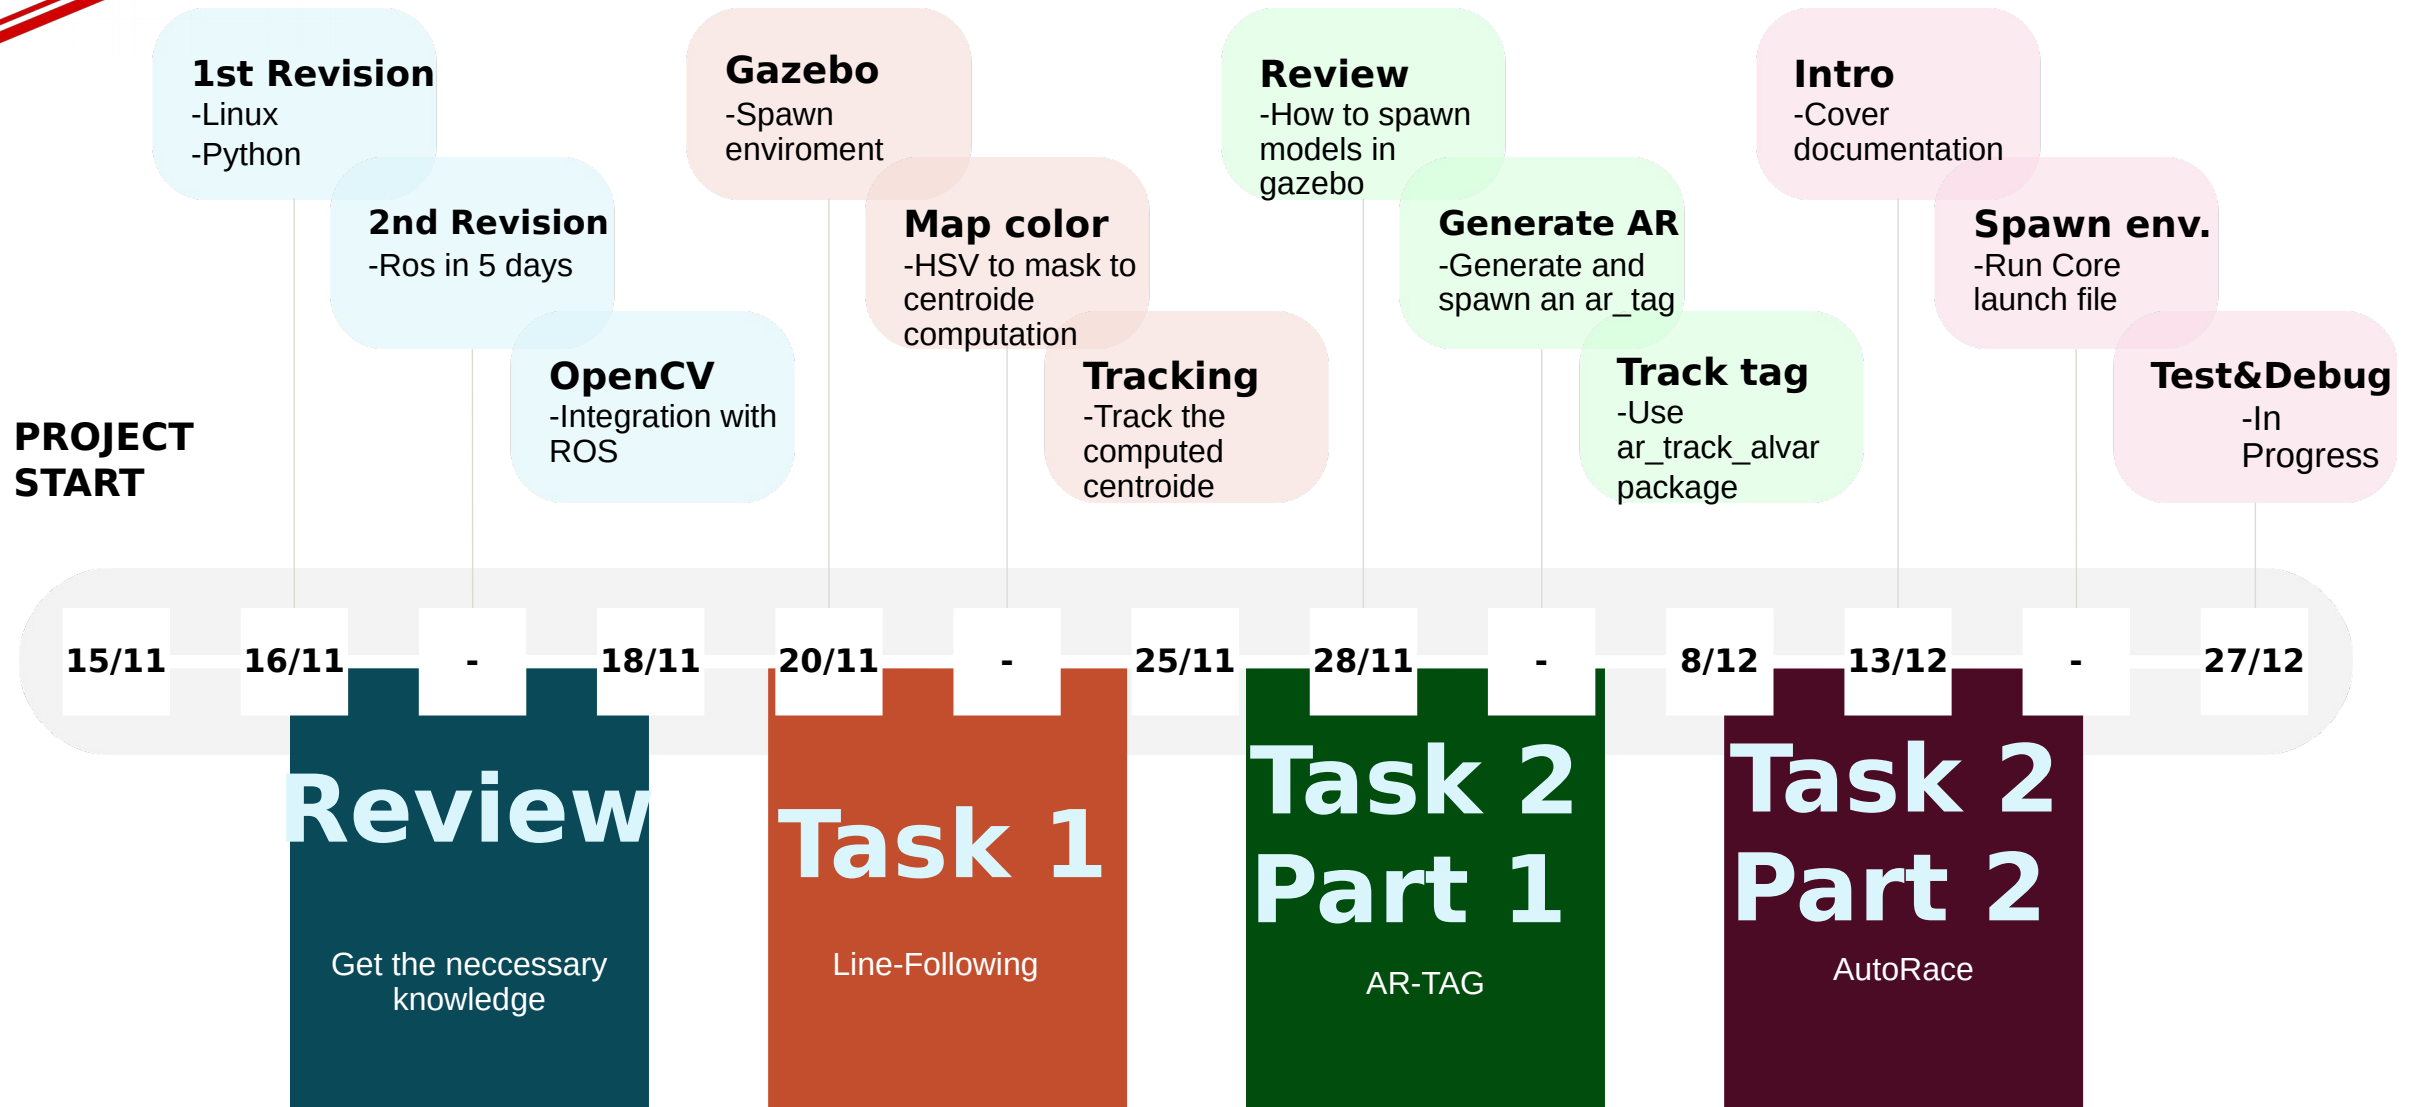 1st Revision
-Linux
-Python
2nd Revision
-Ros in 5 days
OpenCV
-Integration with
ROS
Gazebo
-Spawn
enviroment
Map color
-HSV to mask to
centroide
computation
Tracking
-Track the
computed
centroide
Review
-How to spawn
models in
gazebo
Generate AR
-Generate and
spawn an ar_tag
Track tag
-Use
ar_track_alvar
package
Intro
-Cover
documentation
Spawn env.
-Run Core
launch file
Test&Debug
-In
Progress
PROJECT
START
15/11
16/11
-
18/11
20/11
-
25/11
28/11
-
8/12
13/12
-
27/12
Review
Get the neccessary
knowledge
Task 1
Line-Following
Task 2
Part 1
AR-TAG
Task 2
Part 2
AutoRace